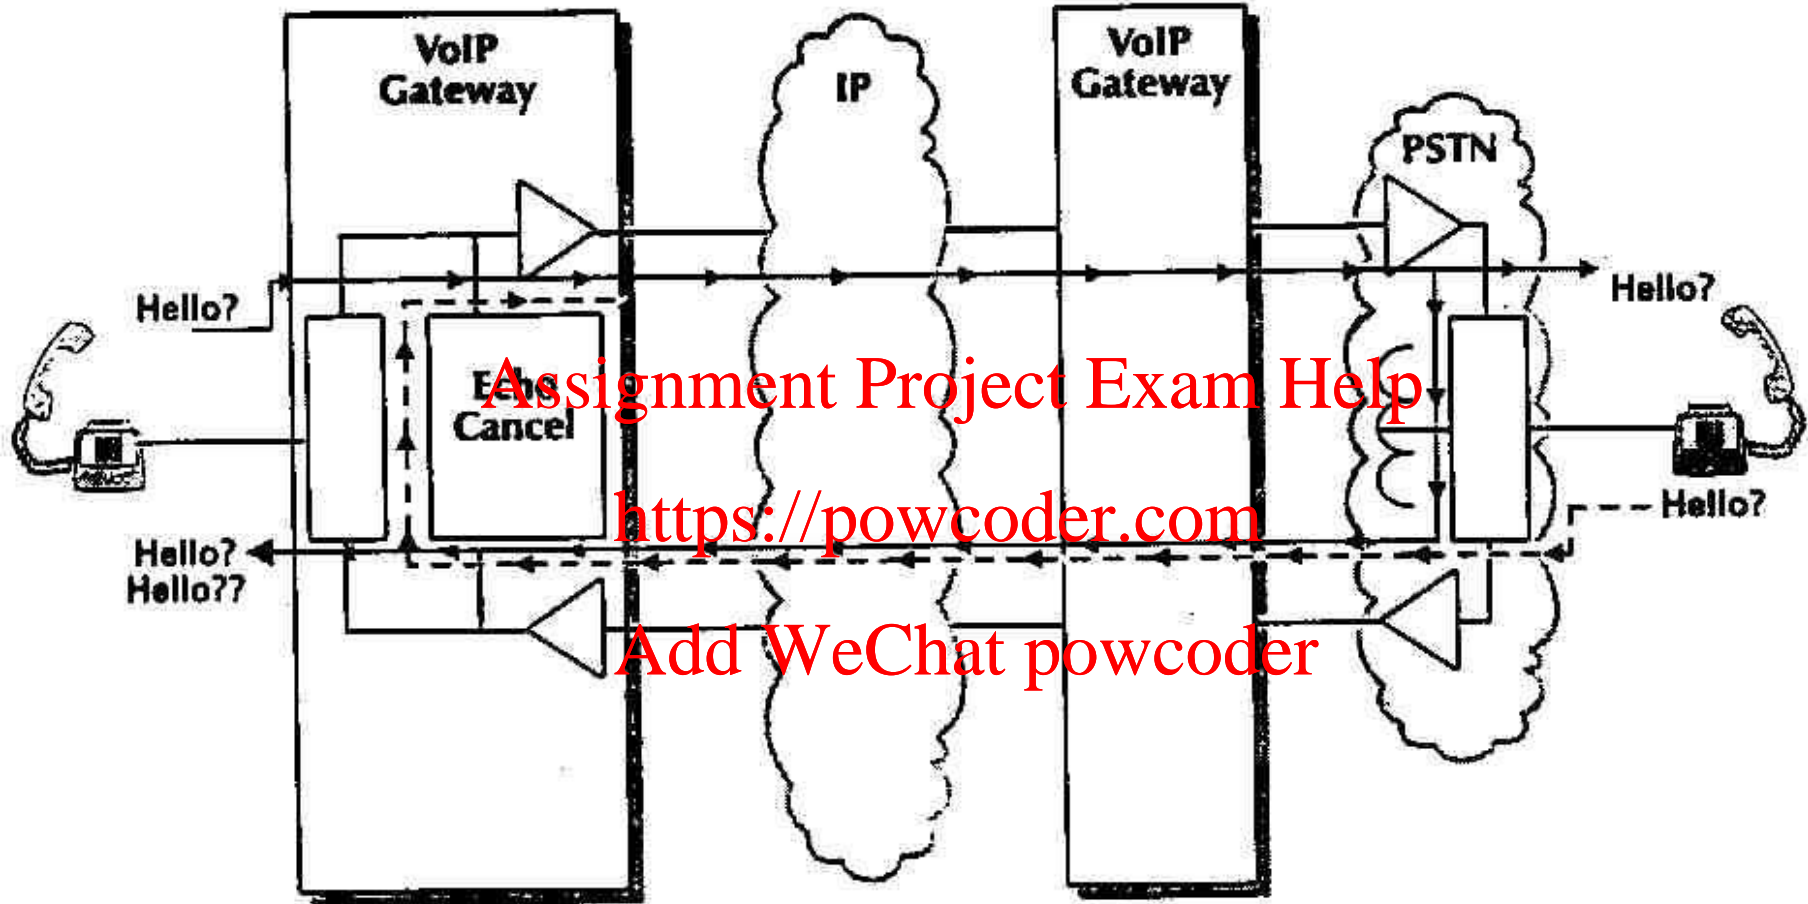 VoIP
Gateway
IP
VoIP
Gateway
PSTN
Hello?
Hello?
Echo
Cancel
Assignment Project Exam Help
https://powcoder.com
Hello?
Hello?
Hello??
Add WeChat powcoder